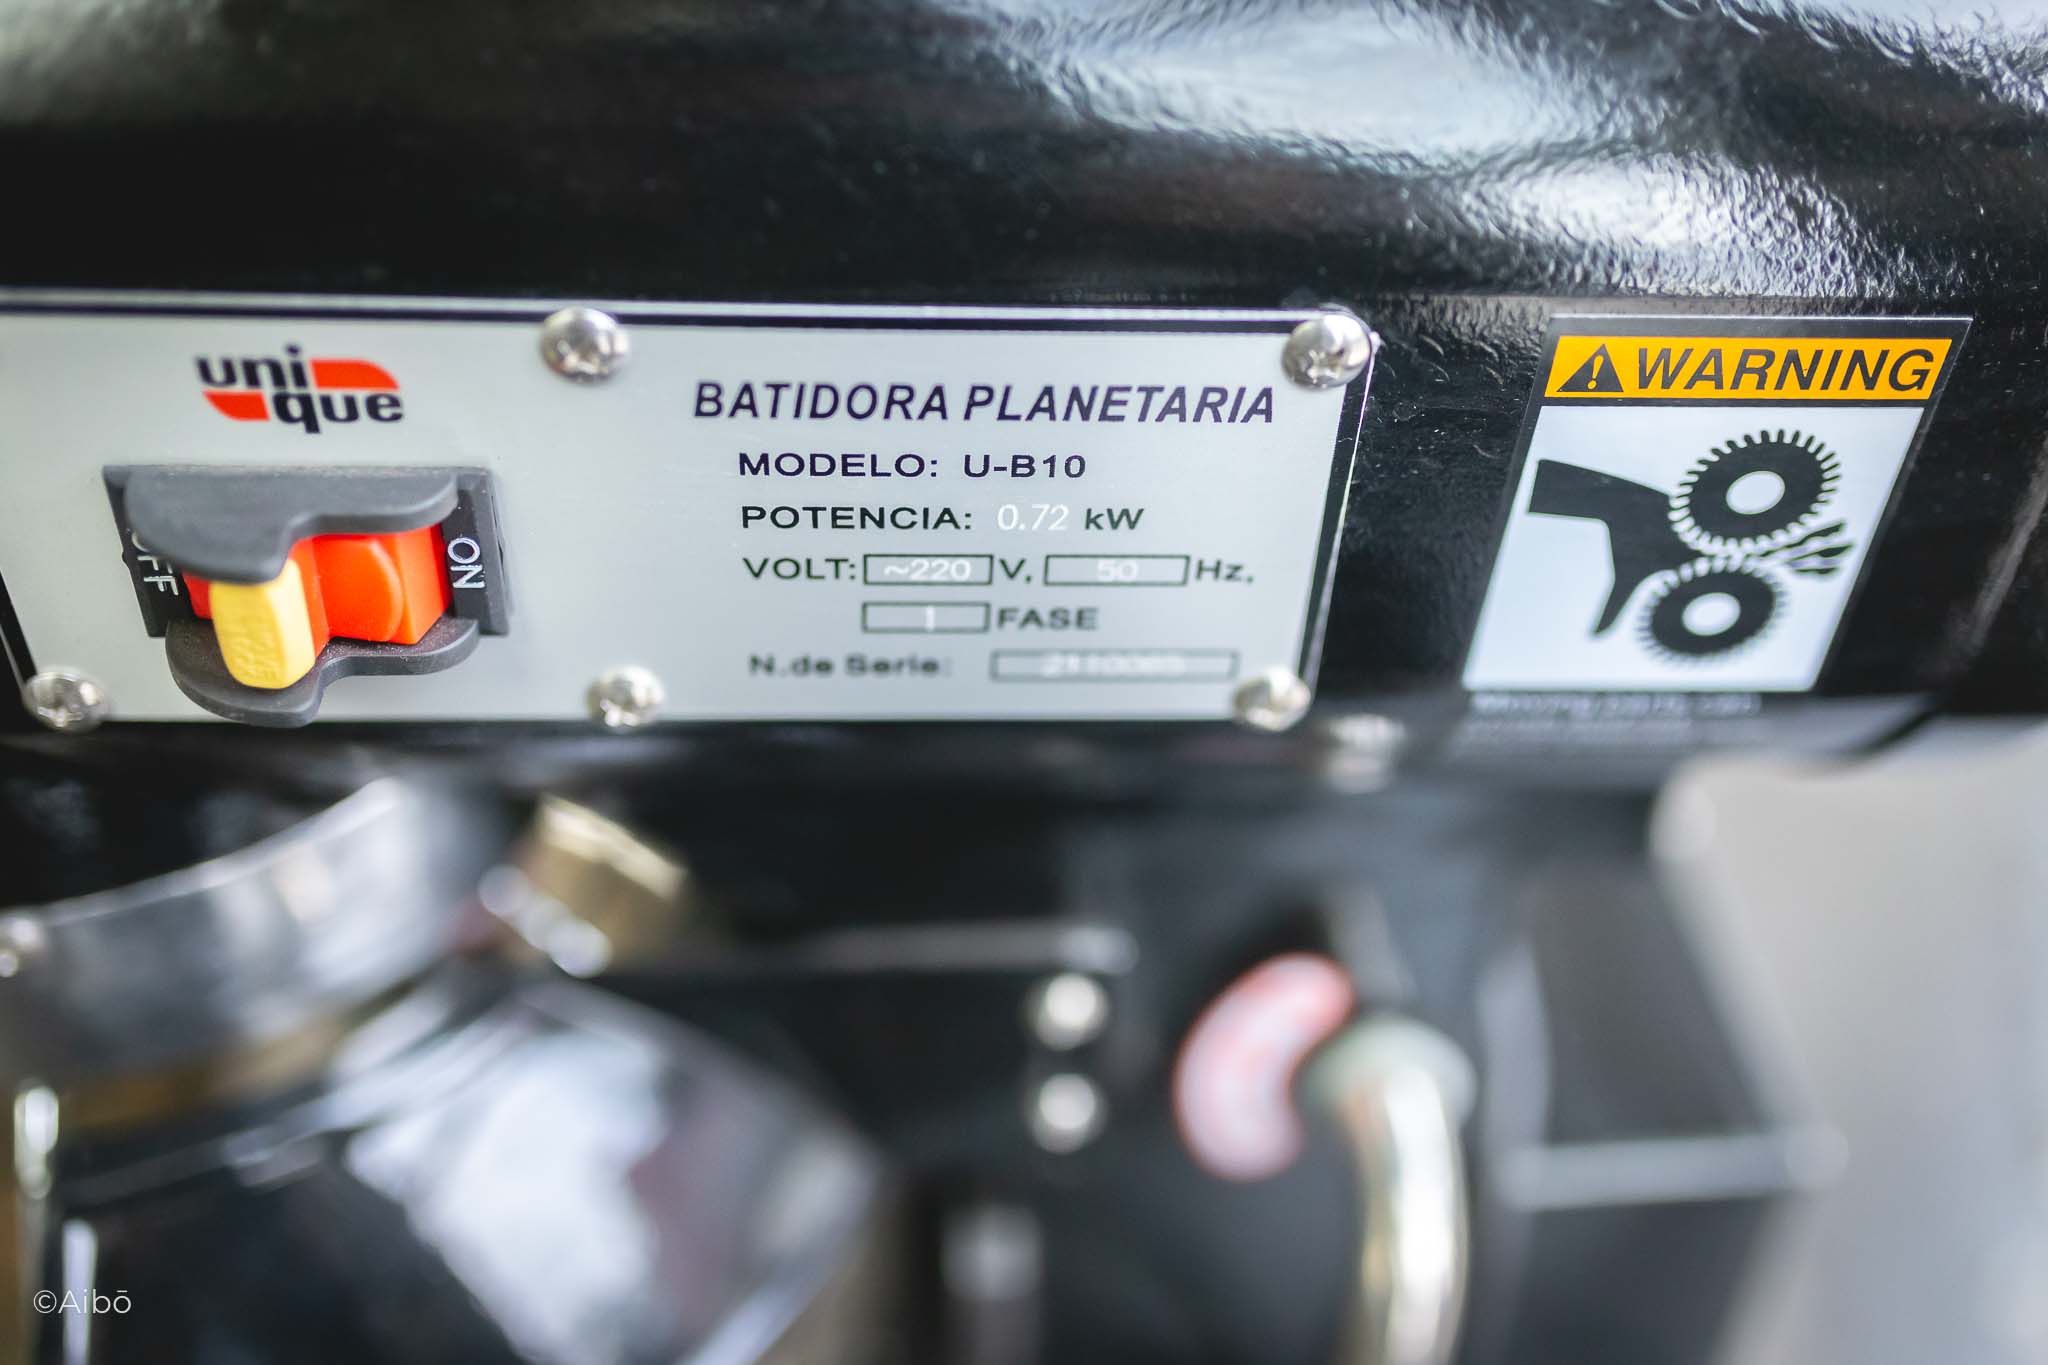 uni
que
BATIDORA PLANETARIA
MODELO: U-B10
POTENCIA: 0.72 kW
VOLT: ~220 V, 50 Hz,
1 FASE
N.de Serie:
OFF
ON
WARNING
©Aibō